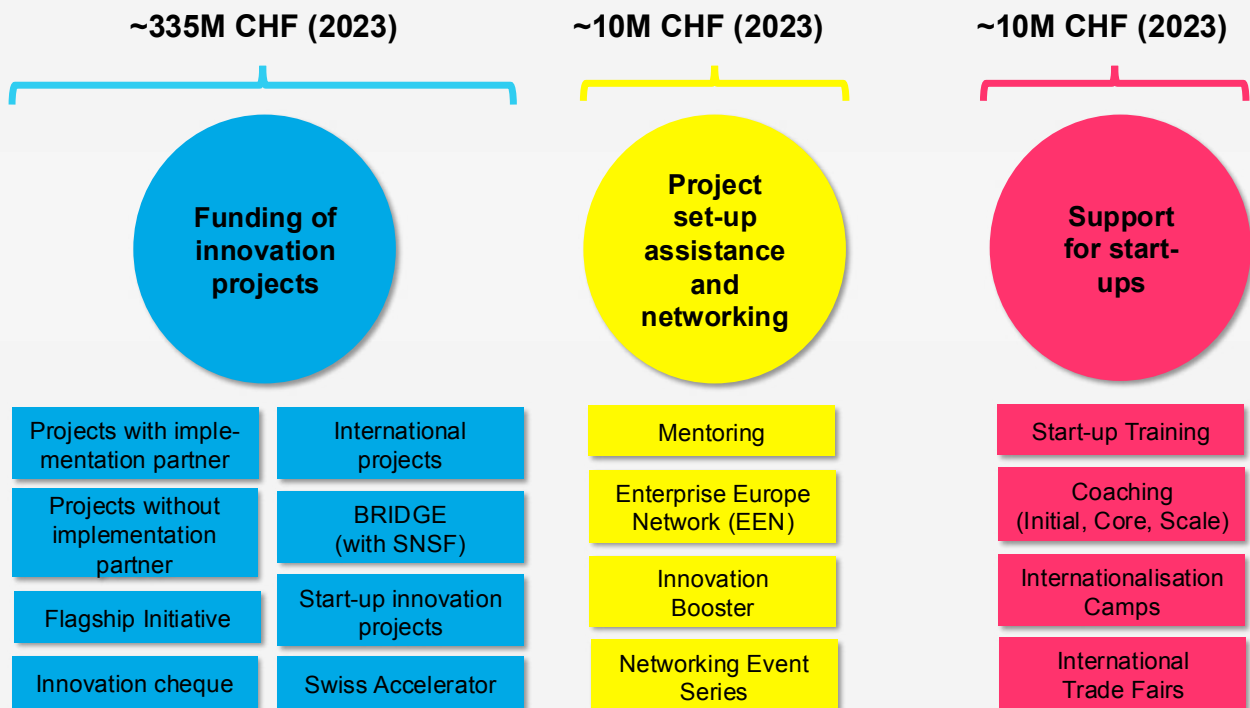 ~335M CHF (2023)
~10M CHF (2023)
~10M CHF (2023)
Funding of
innovation
projects
Project
set-up
assistance
and
networking
Support
for start-
ups
Projects with imple-
mentation partner
Projects without
implementation
partner
Flagship Initiative
Innovation cheque
International
projects
BRIDGE
(with SNSF)
Start-up innovation
projects
Swiss Accelerator
Mentoring
Enterprise Europe
Network (EEN)
Innovation
Booster
Networking Event
Series
Start-up Training
Coaching
(Initial, Core, Scale)
Internationalisation
Camps
International
Trade Fairs